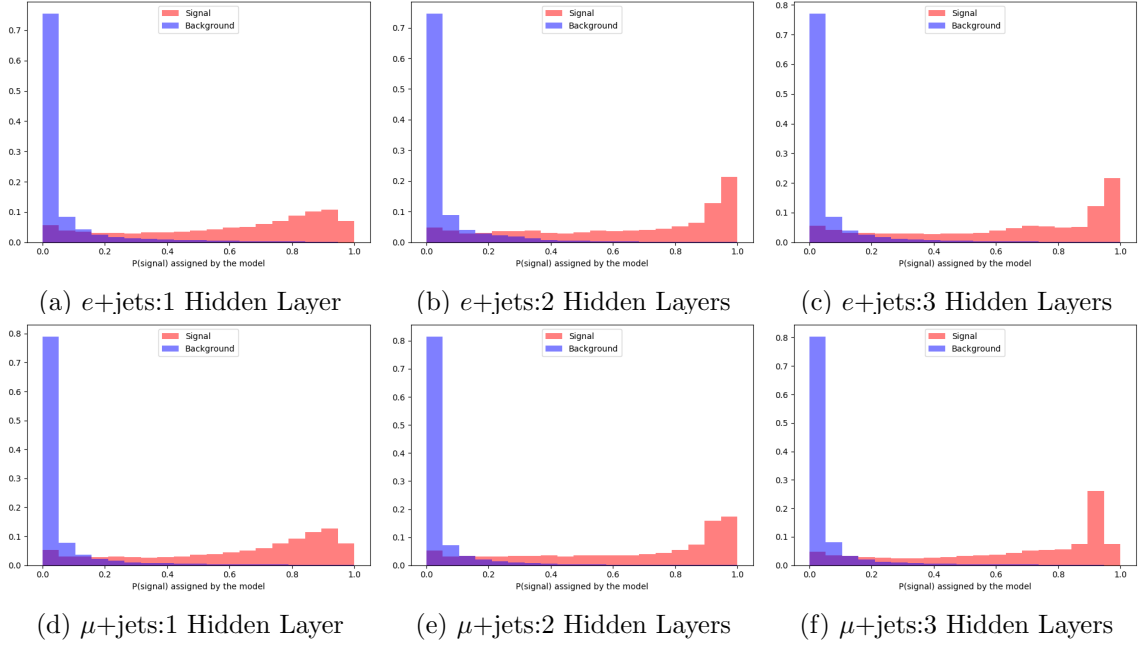 Signal
Background
0.7
0.6
0.5
0.4
0.3
0.2
0.1
0.0
0.0 0.2 0.4 0.6 0.8 1.0
P(signal) assigned by the model
(a) e+jets:1 Hidden Layer
Signal
Background
0.7
0.6
0.5
0.4
0.3
0.2
0.1
0.0
0.0 0.2 0.4 0.6 0.8 1.0
P(signal) assigned by the model
(b) e+jets:2 Hidden Layers
Signal
Background
0.8
0.7
0.6
0.5
0.4
0.3
0.2
0.1
0.0
0.0 0.2 0.4 0.6 0.8 1.0
P(signal) assigned by the model
(c) e+jets:3 Hidden Layers
Signal
Background
0.8
0.7
0.6
0.5
0.4
0.3
0.2
0.1
0.0
0.0 0.2 0.4 0.6 0.8 1.0
P(signal) assigned by the model
(d) μ+jets:1 Hidden Layer
Signal
Background
0.8
0.7
0.6
0.5
0.4
0.3
0.2
0.1
0.0
0.0 0.2 0.4 0.6 0.8 1.0
P(signal) assigned by the model
(e) μ+jets:2 Hidden Layers
Signal
Background
0.8
0.7
0.6
0.5
0.4
0.3
0.2
0.1
0.0
0.0 0.2 0.4 0.6 0.8 1.0
P(signal) assigned by the model
(f) μ+jets:3 Hidden Layers